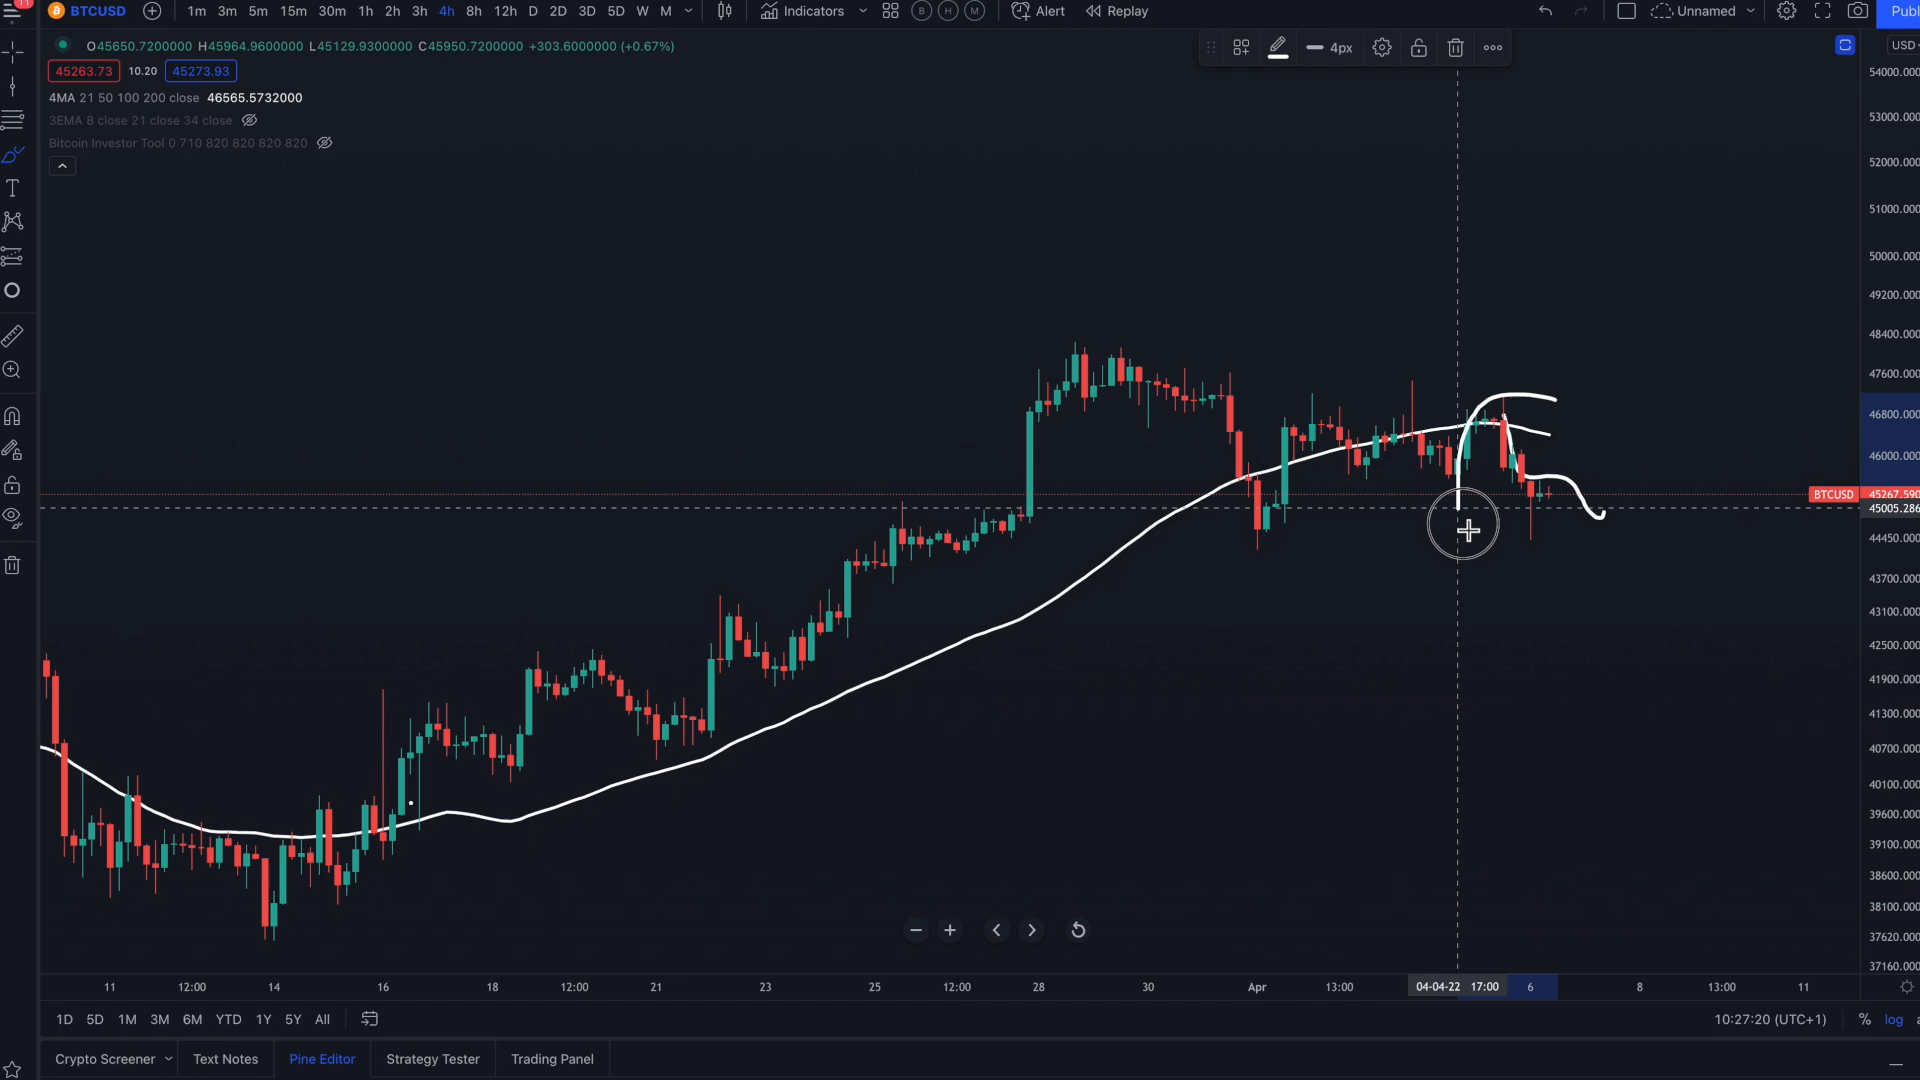 11
BTCUSD 1m 3m 5m 15m 30m 1h 2h 3h 4h 8h 12h D 2D 3D 5D W M Indicators B H M Alert Replay Unnamed Publ
O45650.7200000 H45964.9600000 L45129.9300000 C45950.7200000 +303.6000000 (+0.67%)
4px
USD
45263.73 10.20 45273.93
4MA 21 50 100 200 close 46565.5732000
3EMA 8 close 21 close 34 close
Bitcoin Investor Tool 0 710 820 820 820 820
54000.000
53000.000
52000.000
51000.000
50000.000
49200.000
48400.000
47600.000
46800.000
46000.000
BTCUSD 45267.590
45005.286
44450.000
43700.000
43100.000
42500.000
41900.000
41300.000
40700.000
40100.000
39600.000
39100.000
38600.000
38100.000
37620.000
37160.000
11 12:00 14 16 18 12:00 21 23 25 12:00 28 30 Apr 13:00 04-04-22 17:00 6 8 13:00 11
1D 5D 1M 3M 6M YTD 1Y 5Y All 10:27:20 (UTC+1) % log a
Crypto Screener Text Notes Pine Editor Strategy Tester Trading Panel